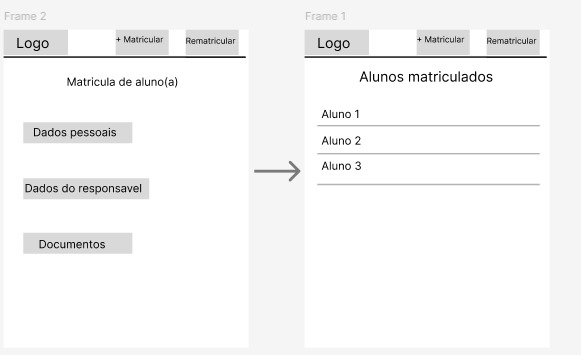 Frame 2
Logo
+ Matricular
Rematricular
Matricula de aluno(a)
Dados pessoais
Dados do responsavel
Documentos
Frame 1
Logo
+ Matricular
Rematricular
Alunos matriculados
Aluno 1
Aluno 2
Aluno 3